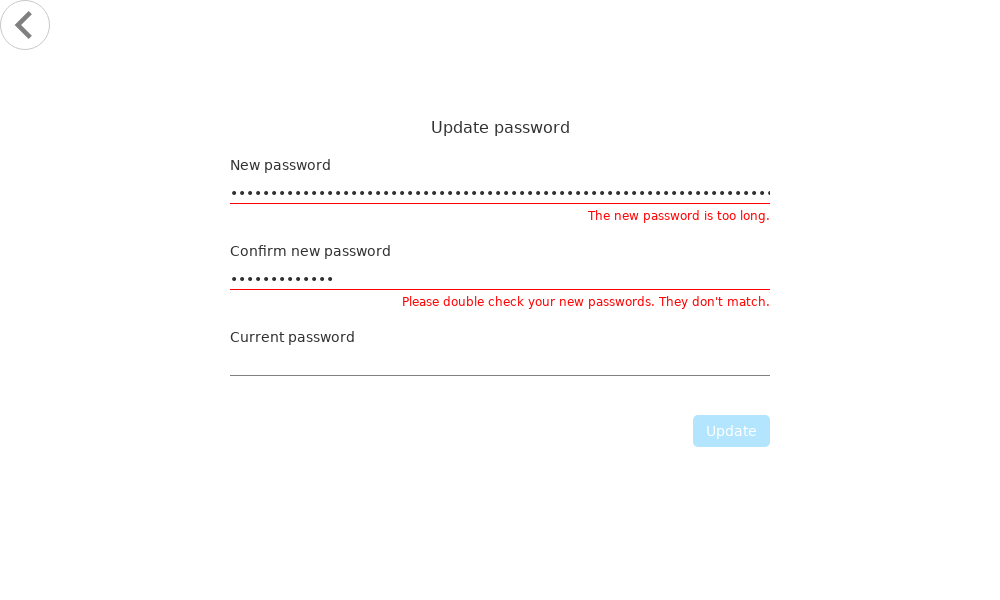 Update password
New password
The new password is too long.
Confirm new password
Please double check your new passwords. They don't match.
Current password
Update